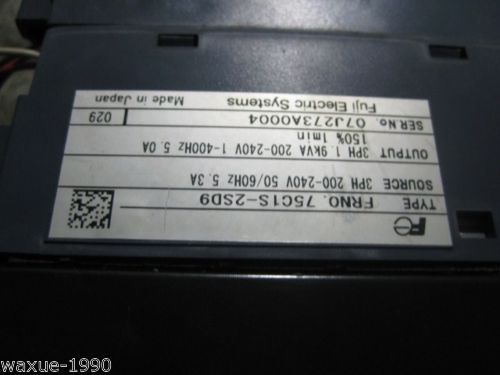 Fe
TYPE FRN0.75C1S-2SD9
SOURCE 3PH 200-240V 50/60Hz 5.3A
OUTPUT 3PH 1.9KVA 200-240V 1-400Hz 5.0A
150% 1min
SER No. 07J273A0004 029
Fuji Electric Systems Made in Japan
waxue-1990